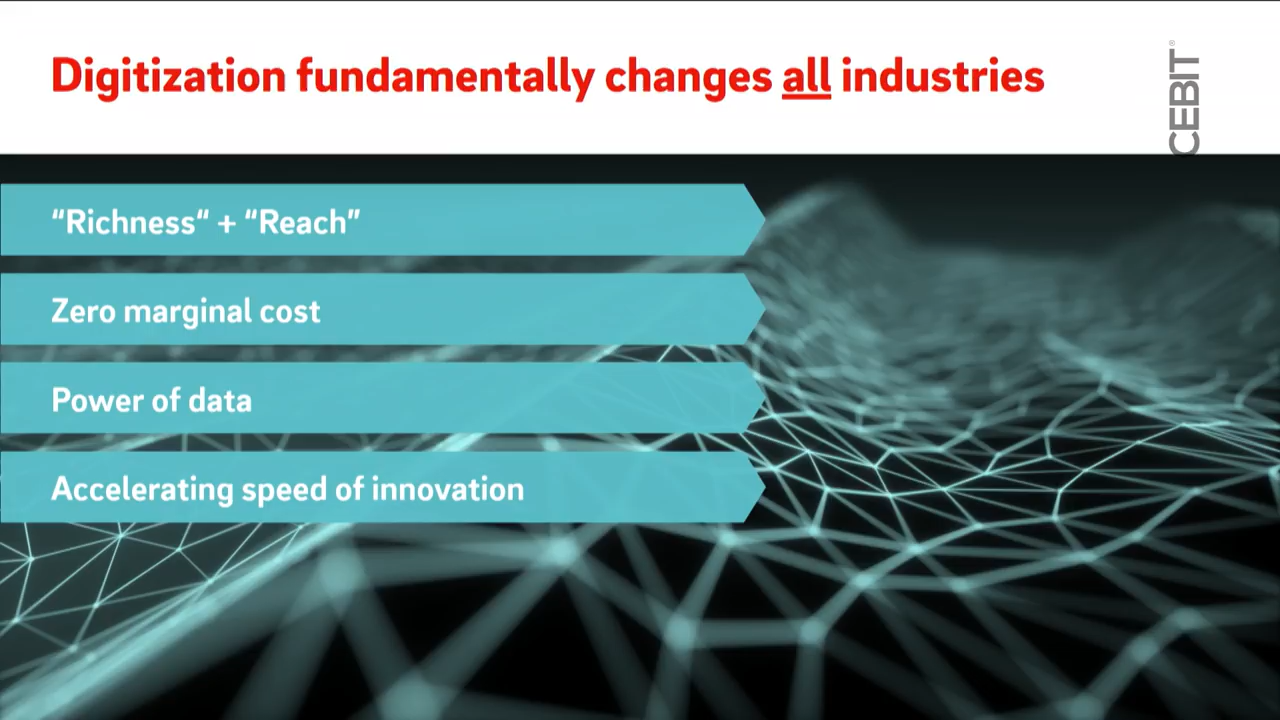 Digitization fundamentally changes all industries
CEBIT®
“Richness“ + “Reach”
Zero marginal cost
Power of data
Accelerating speed of innovation